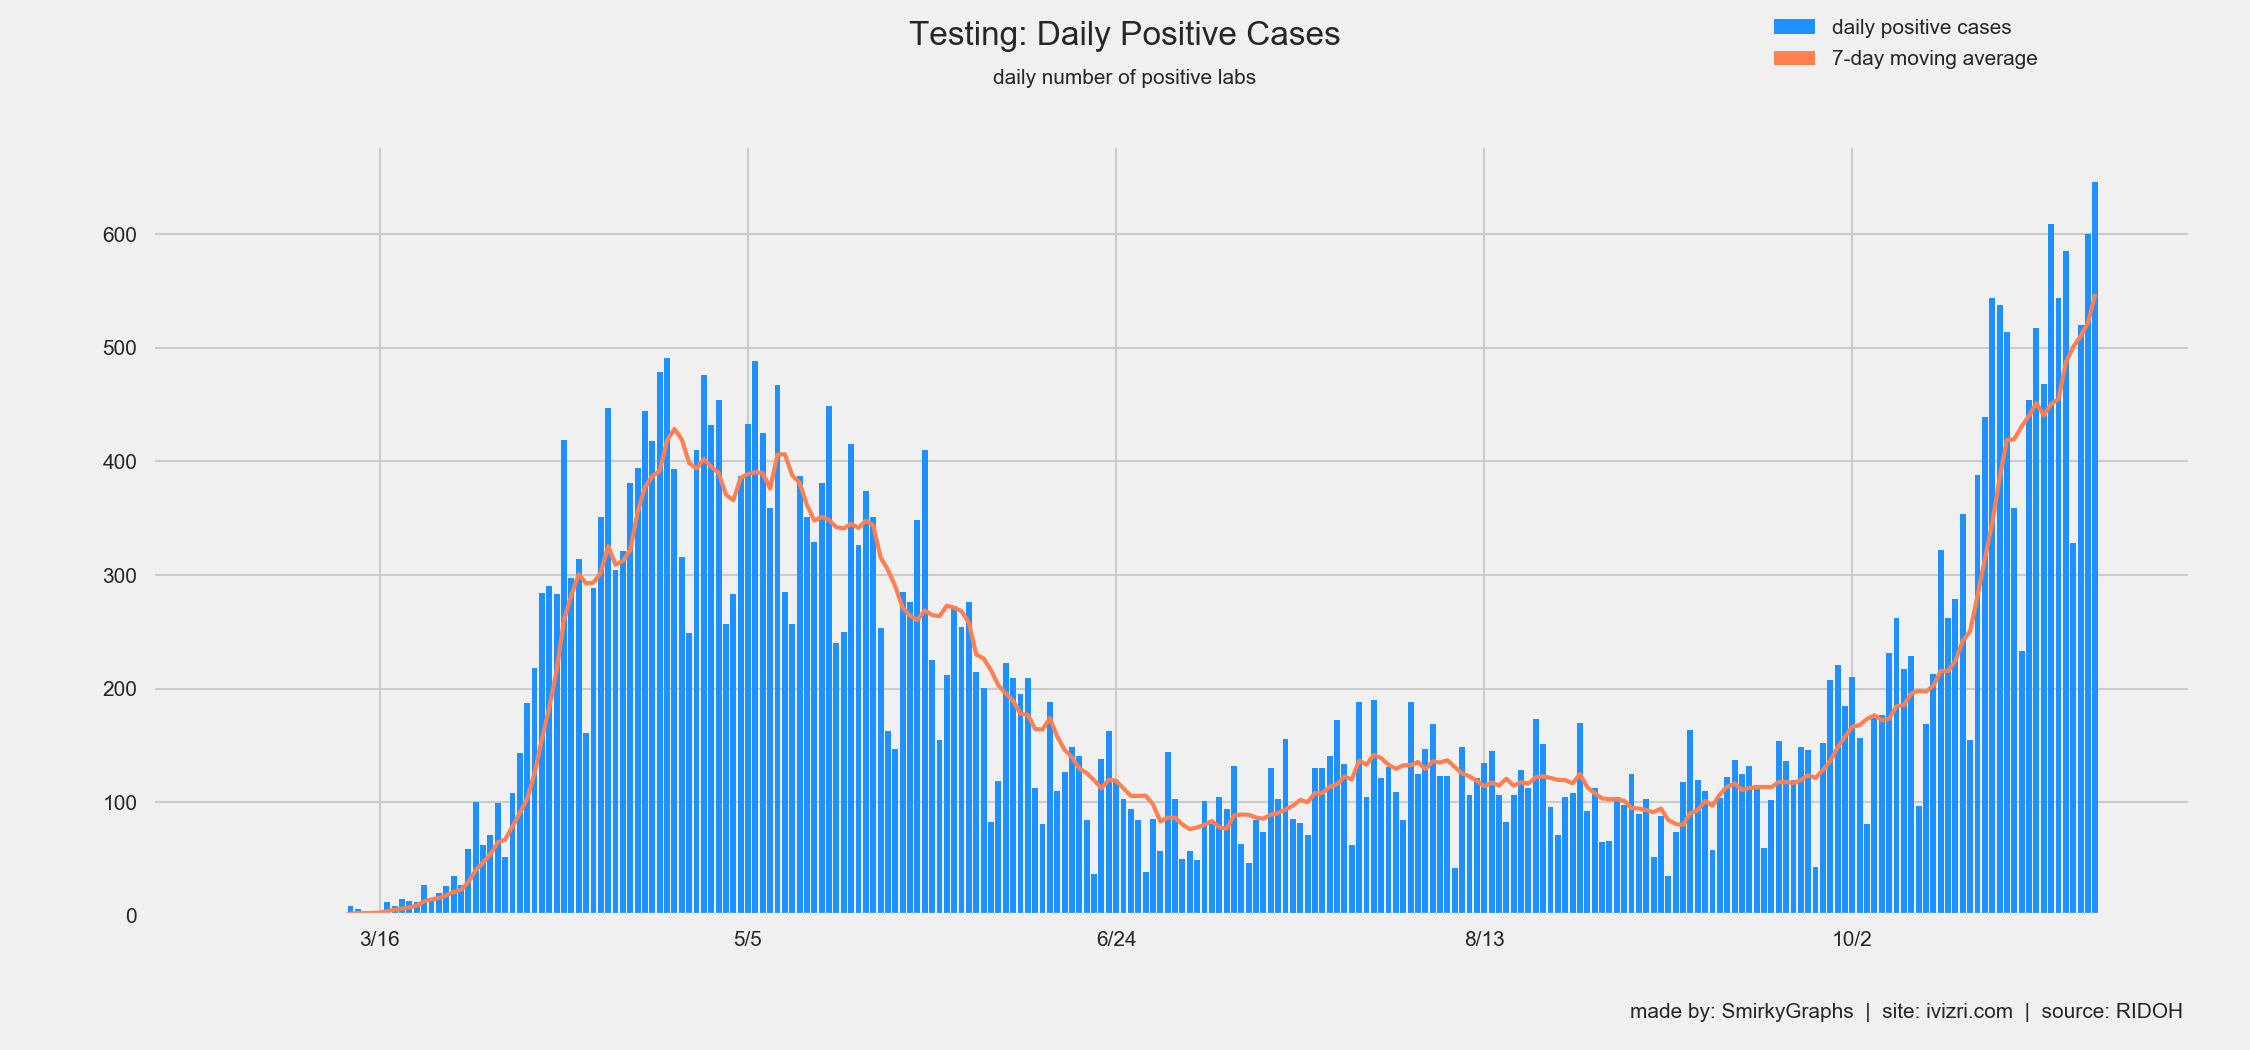 Testing: Daily Positive Cases
daily number of positive labs
daily positive cases
7-day moving average
600
500
400
300
200
100
0
3/16
5/5
6/24
8/13
10/2
made by: SmirkyGraphs | site: ivizri.com | source: RIDOH